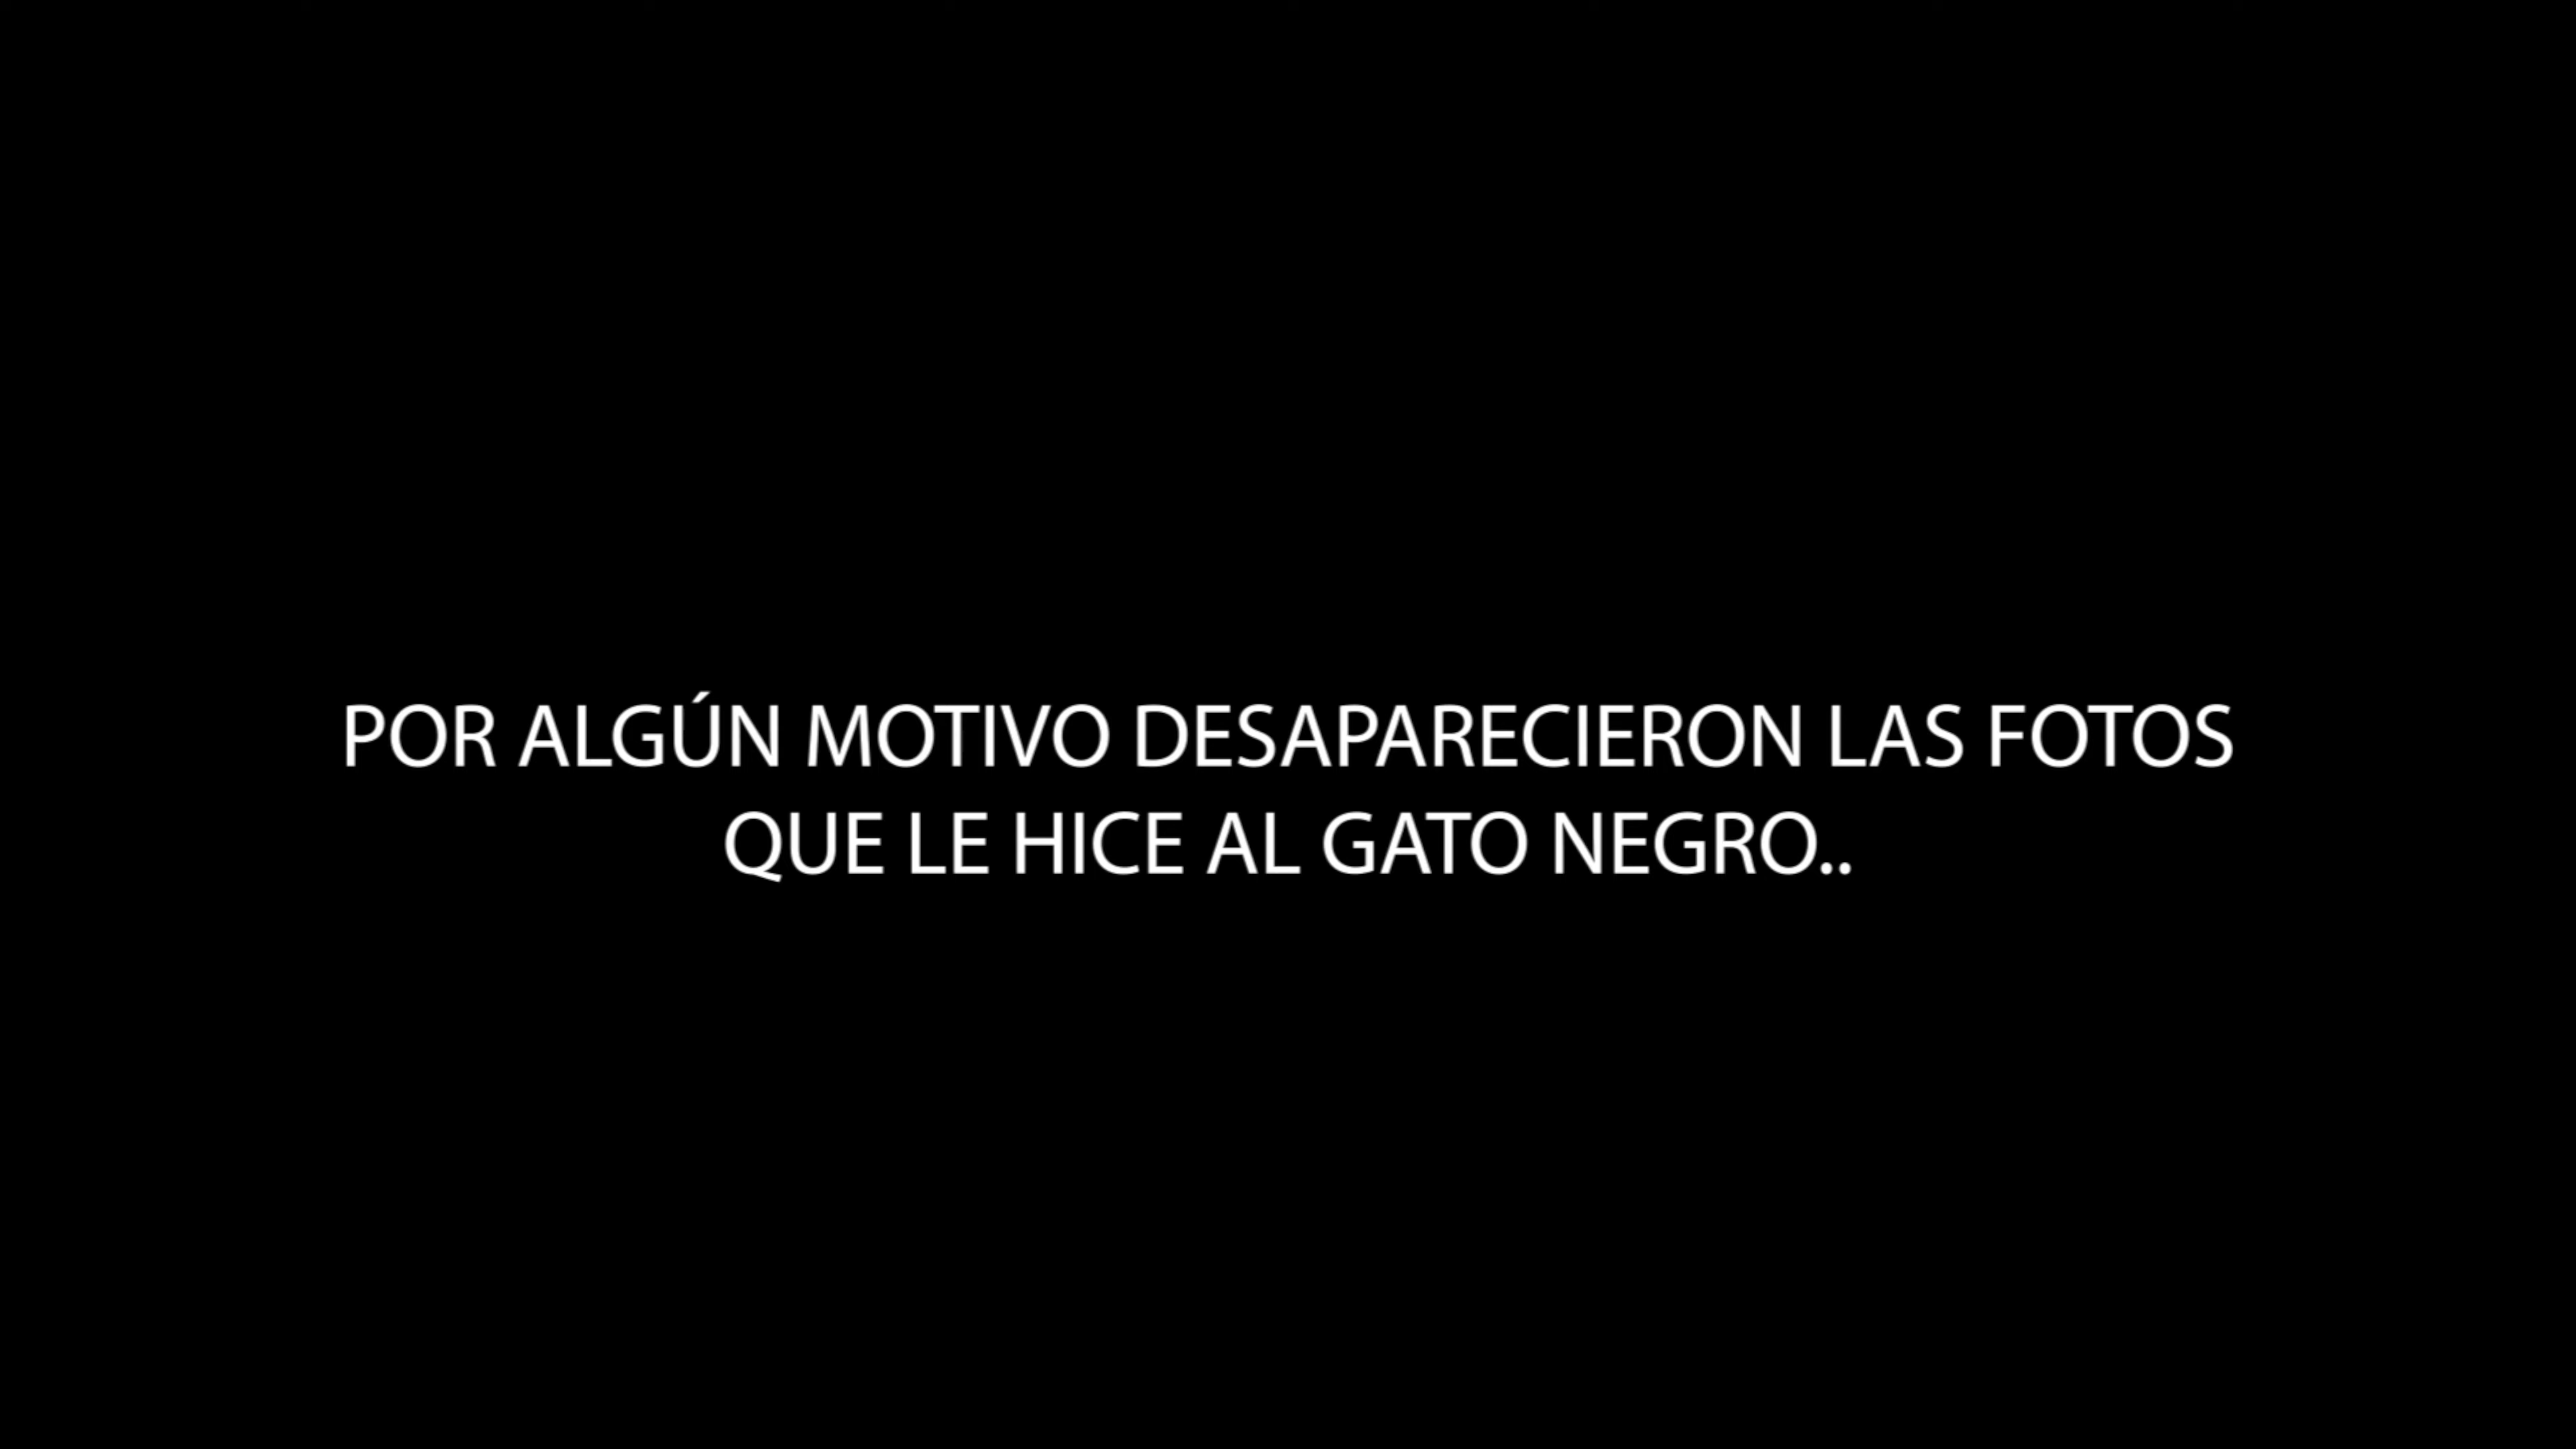 POR ALGÚN MOTIVO DESAPARECIERON LAS FOTOS
QUE LE HICE AL GATO NEGRO..